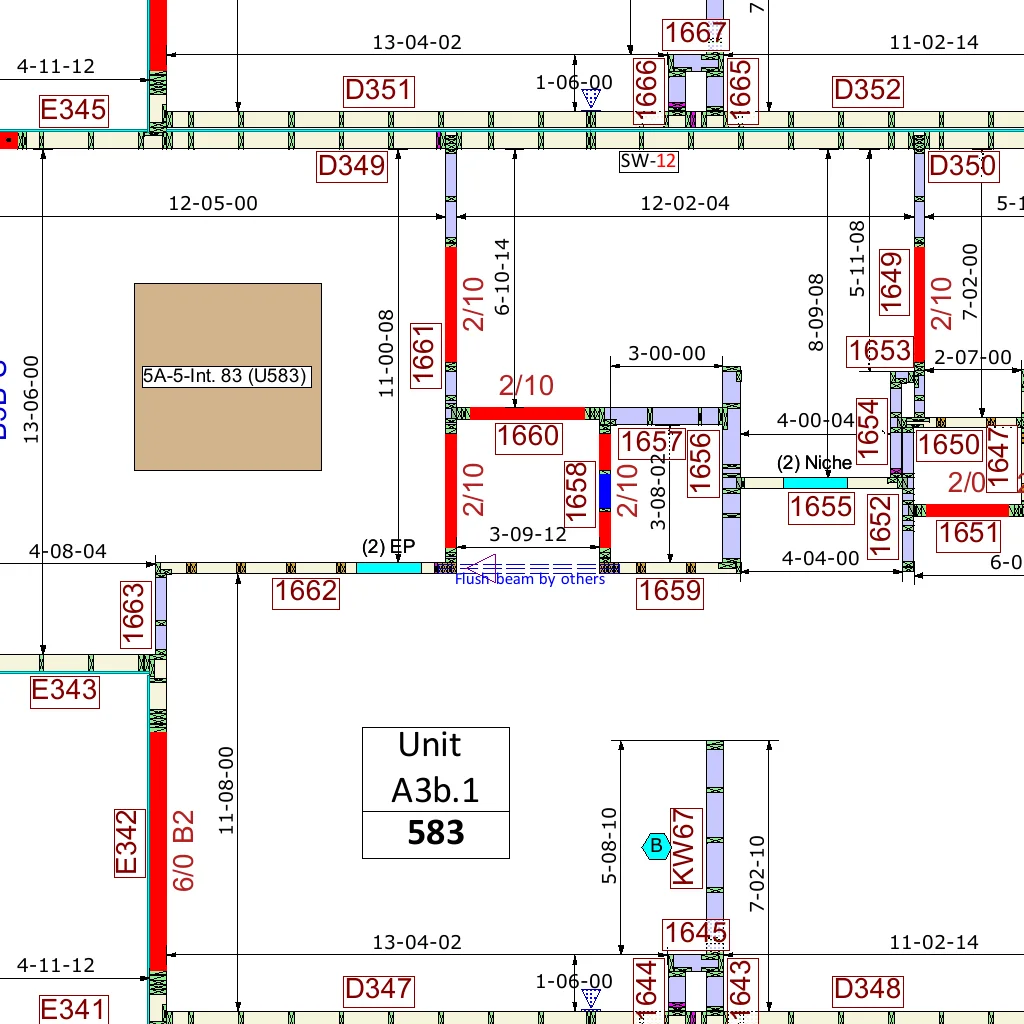 1667
13-04-02
11-02-14
4-11-12
1-06-00
1666
1665
D351
D352
E345
D349
SW-12
D350
12-05-00
12-02-04
5-11-08
6-10-14
1649
2/10
2/10
7-02-00
8-09-08
11-00-08
1661
13-06-00
5A-5-Int. 83 (U583)
1653
3-00-00
2-07-00
2/10
1654
4-00-04
1660
1657
1656
1650
1647
(2) Niche
2/10
1658
2/10
3-08-02
2/0
1655
1652
1651
3-09-12
4-08-04
(2) EP
4-04-00
Flush beam by others
1662
1659
1663
E343
Unit
A3b.1
583
11-08-00
E342
6/0 B2
5-08-10
B
KW67
7-02-10
1645
13-04-02
11-02-14
4-11-12
1-06-00
1644
1643
D347
D348
E341